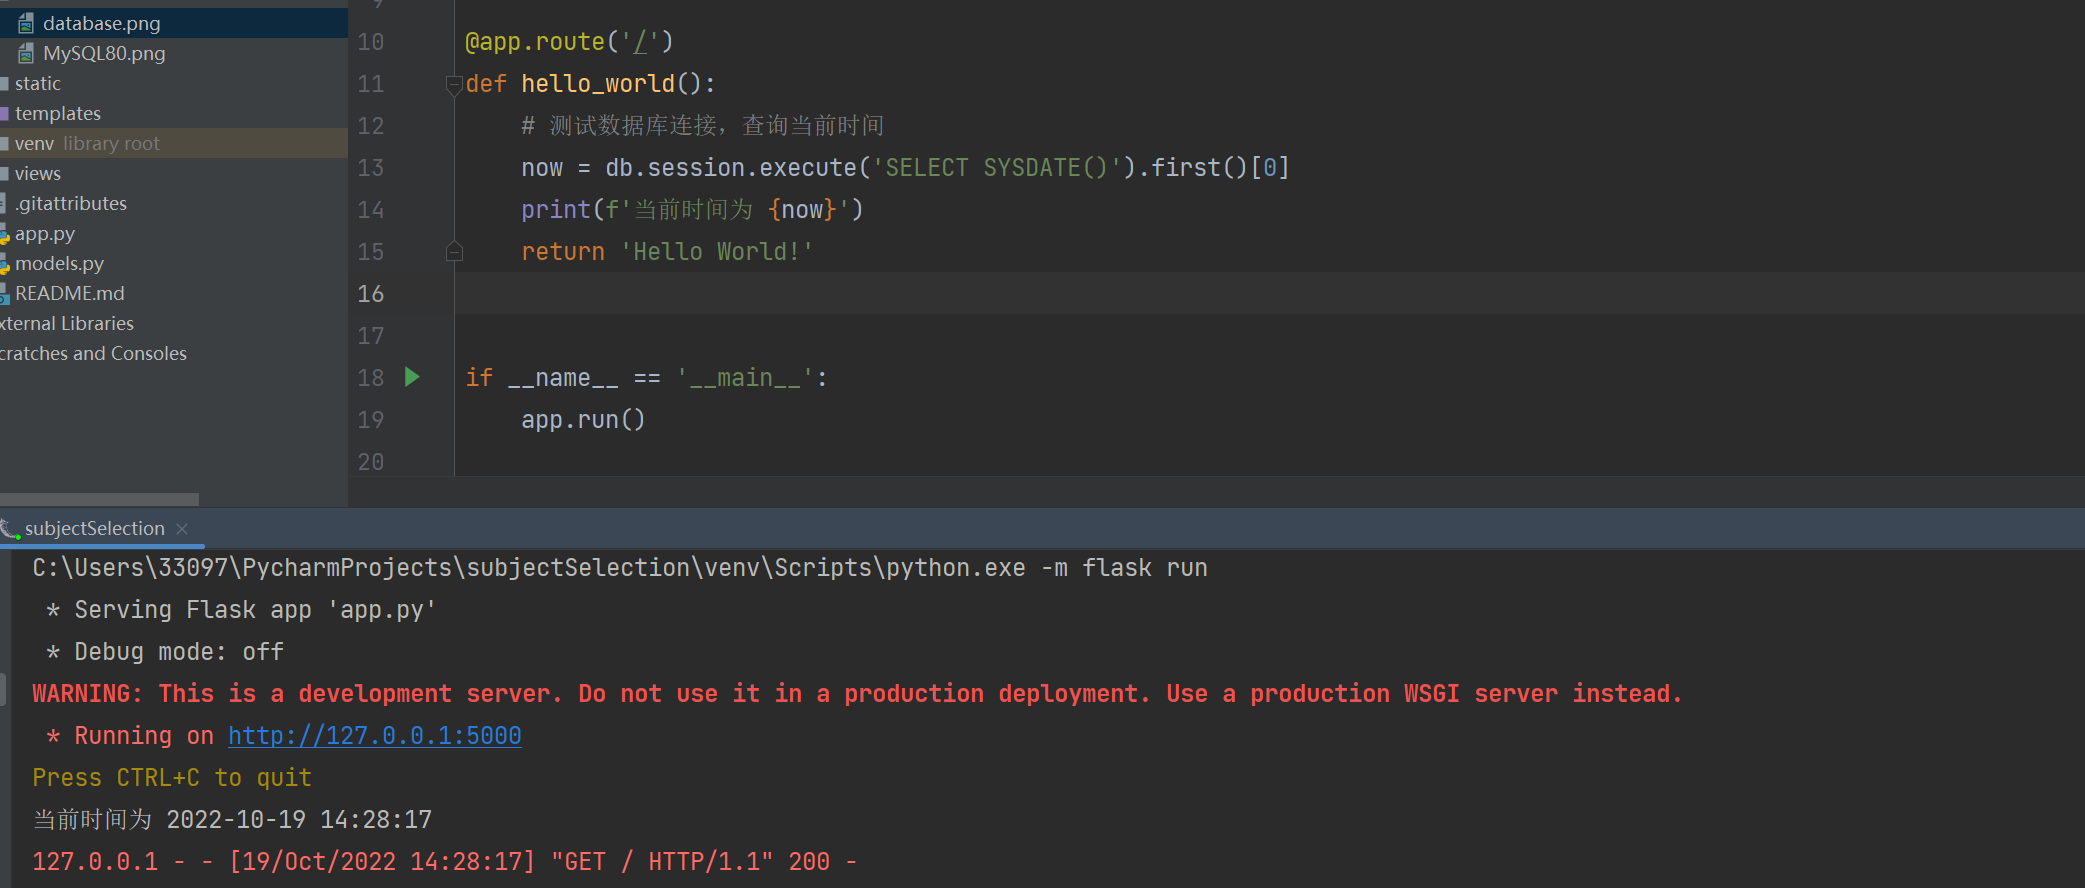 database.png
MySQL80.png
static
templates
venv library root
views
.gitattributes
app.py
models.py
README.md
xternal Libraries
cratches and Consoles
9
10 @app.route('/')
11 def hello_world():
12 # 测试数据库连接，查询当前时间
13 now = db.session.execute('SELECT SYSDATE()').first()[0]
14 print(f'当前时间为 {now}')
15 return 'Hello World!'
16
17
18 if __name__ == '__main__':
19 app.run()
20
subjectSelection
C:\Users\33097\PycharmProjects\subjectSelection\venv\Scripts\python.exe -m flask run
* Serving Flask app 'app.py'
* Debug mode: off
WARNING: This is a development server. Do not use it in a production deployment. Use a production WSGI server instead.
* Running on http://127.0.0.1:5000
Press CTRL+C to quit
当前时间为 2022-10-19 14:28:17
127.0.0.1 - - [19/Oct/2022 14:28:17] "GET / HTTP/1.1" 200 -